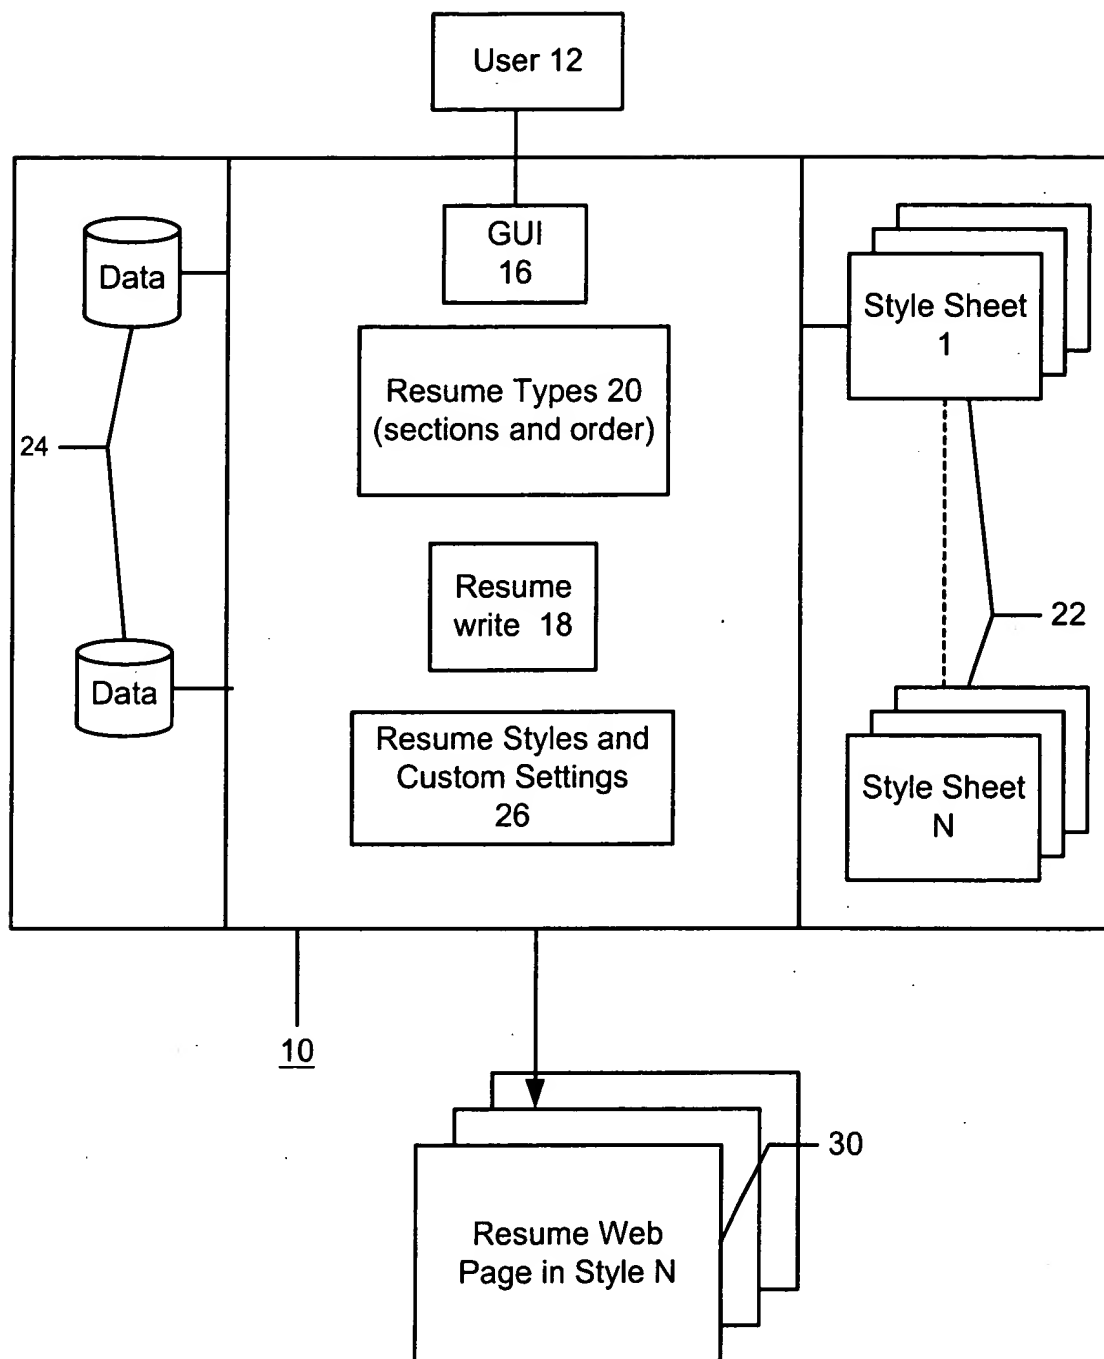 User 12
GUI
16
Data
Style Sheet
1
Resume Types 20
(sections and order)
24
Resume
write 18
22
Data
Resume Styles and
Custom Settings
26
Style Sheet
N
10
30
Resume Web
Page in Style N